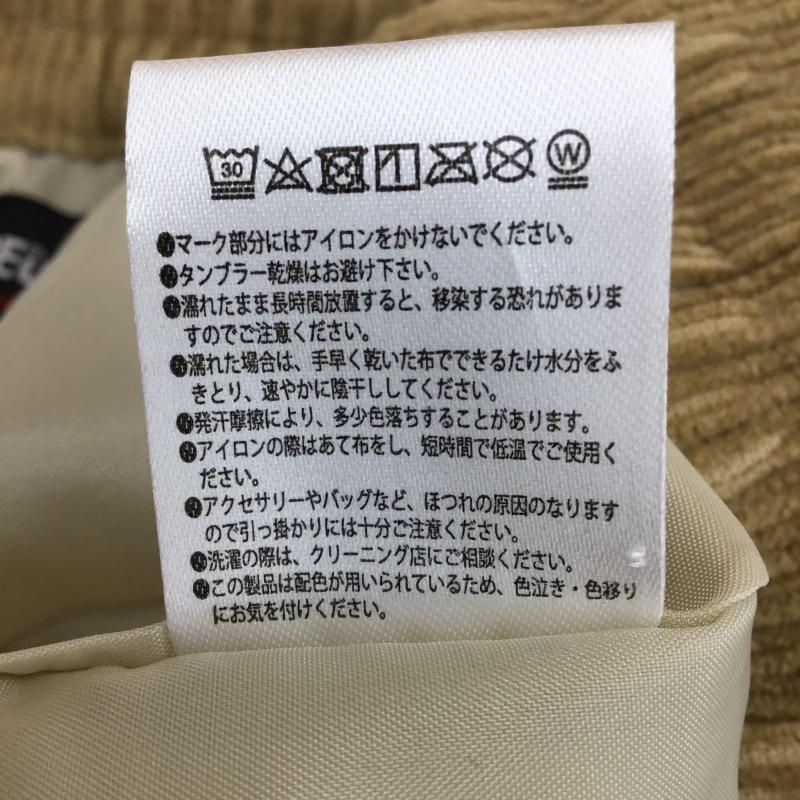 30
W
●マーク部分にはアイロンをかけないでください。
●タンブラー乾燥はお避け下さい。
●濡れたまま長時間放置すると、移染する恐れがありま
すのでご注意ください。
●濡れた場合は、手早く乾いた布でできるたけ水分をふ
きとり、速やかに陰干ししてください。
●発汗摩擦により、多少色落ちすることがあります。
●アイロンの際はあて布をし、短時間で低温でご使用く
ださい。
●アクセサリーやバッグなど、ほつれの原因のなります
ので引っ掛かりには十分ご注意ください。
●洗濯の際は、クリーニング店にご相談ください。
●この製品は配色が用いられているため、色泣き・色移り
にお気を付けください。